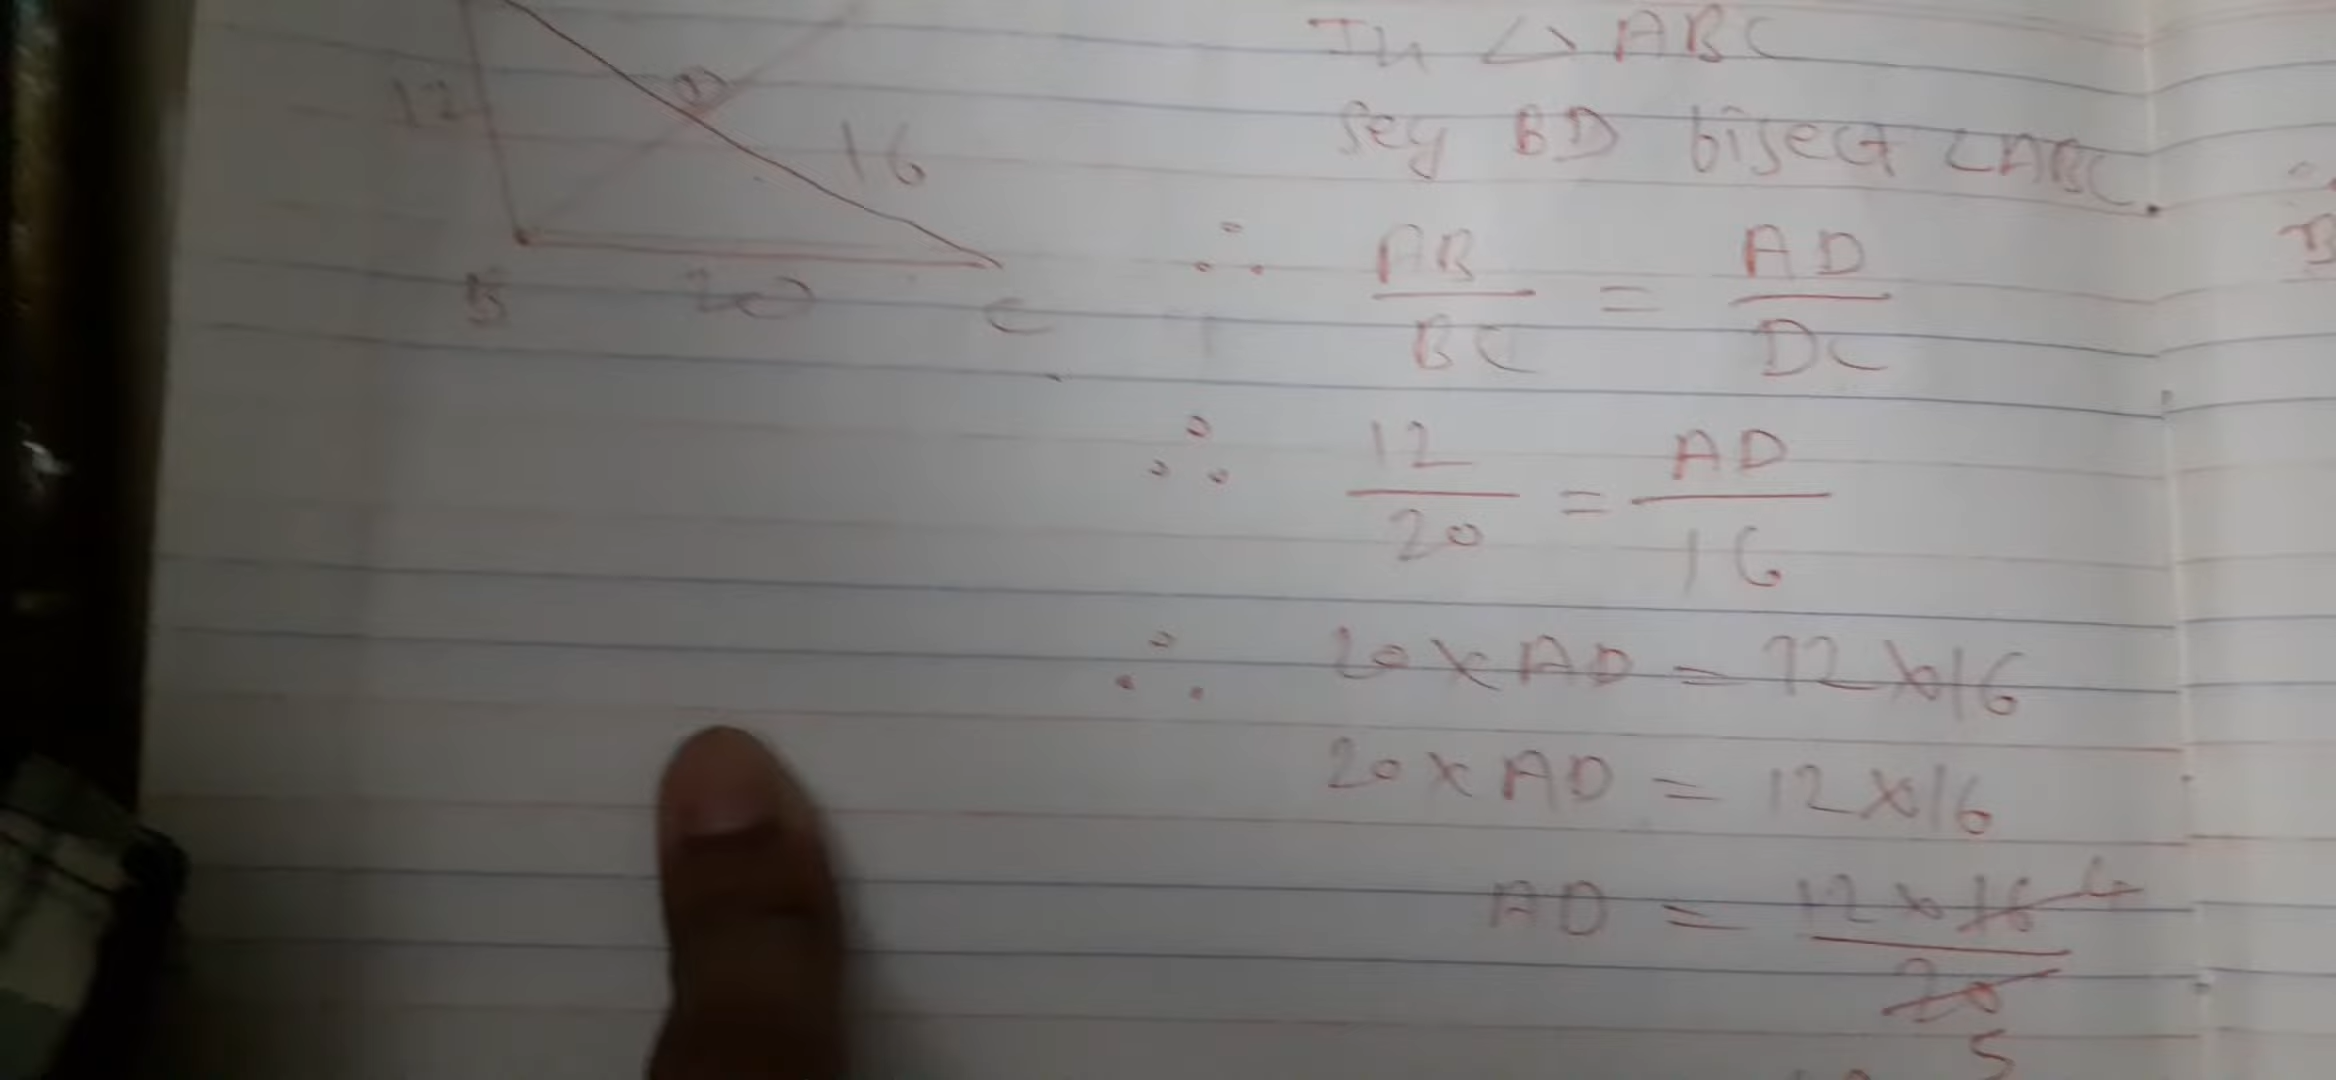 12
D
16
B 20 C
In △ ABC
seg BD bisect ∠ABC.
∴ AB/BC = AD/DC
∴ 12/20 = AD/16
∴ 20 × AD = 12 × 16
20 × AD = 12 × 16
AD = 12 × 16 4
20
5